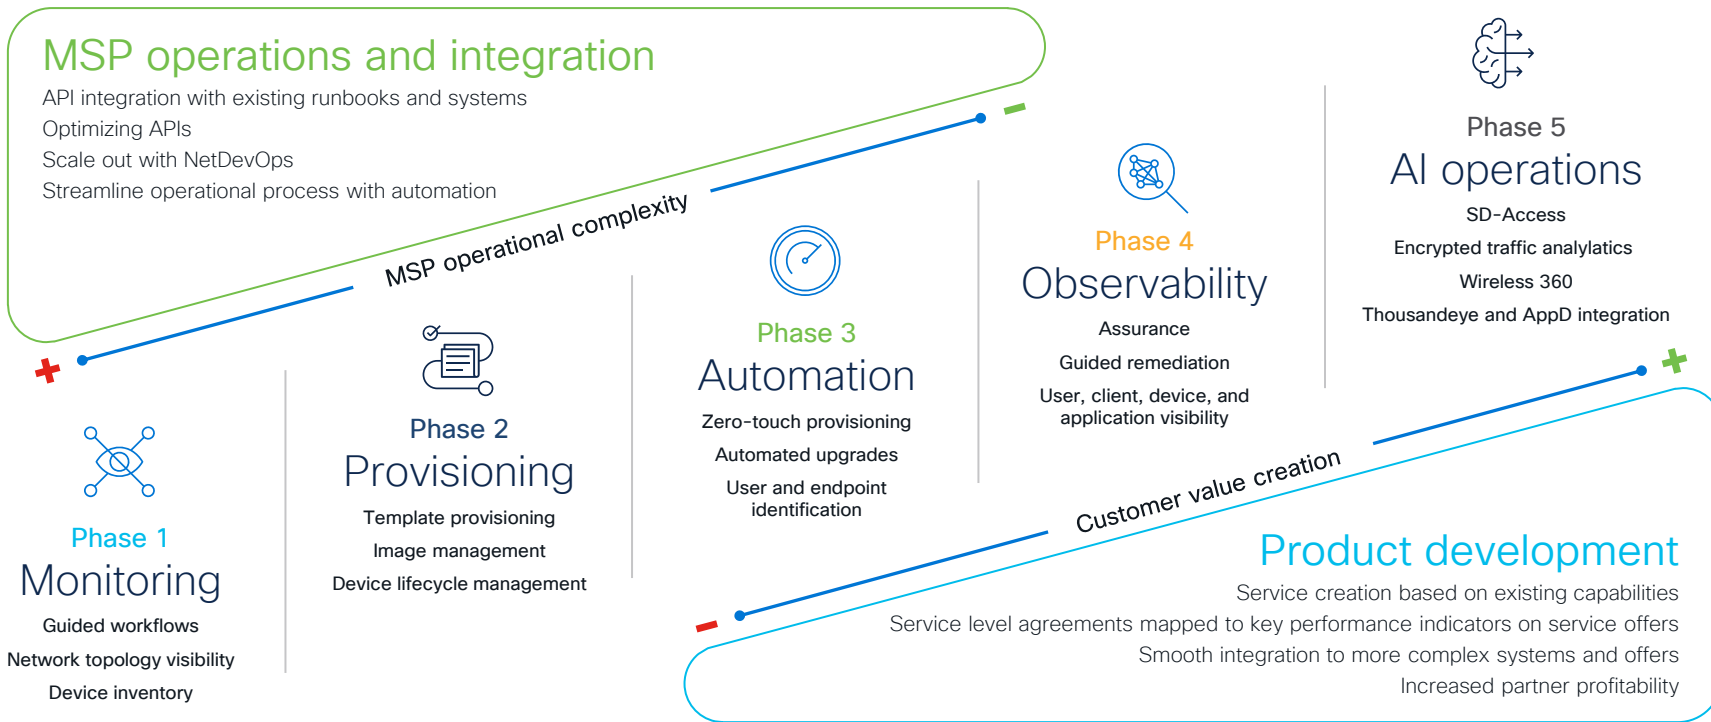 MSP operations and integration
API integration with existing runbooks and systems
Optimizing APIs
Scale out with NetDevOps
Streamline operational process with automation
MSP operational complexity
Phase 1
Monitoring
Guided workflows
Network topology visibility
Device inventory
Phase 2
Provisioning
Template provisioning
Image management
Device lifecycle management
Phase 3
Automation
Zero-touch provisioning
Automated upgrades
User and endpoint
identification
Phase 4
Observability
Assurance
Guided remediation
User, client, device, and
application visibility
Phase 5
AI operations
SD-Access
Encrypted traffic analylatics
Wireless 360
Thousandeye and AppD integration
Customer value creation
Product development
Service creation based on existing capabilities
Service level agreements mapped to key performance indicators on service offers
Smooth integration to more complex systems and offers
Increased partner profitability